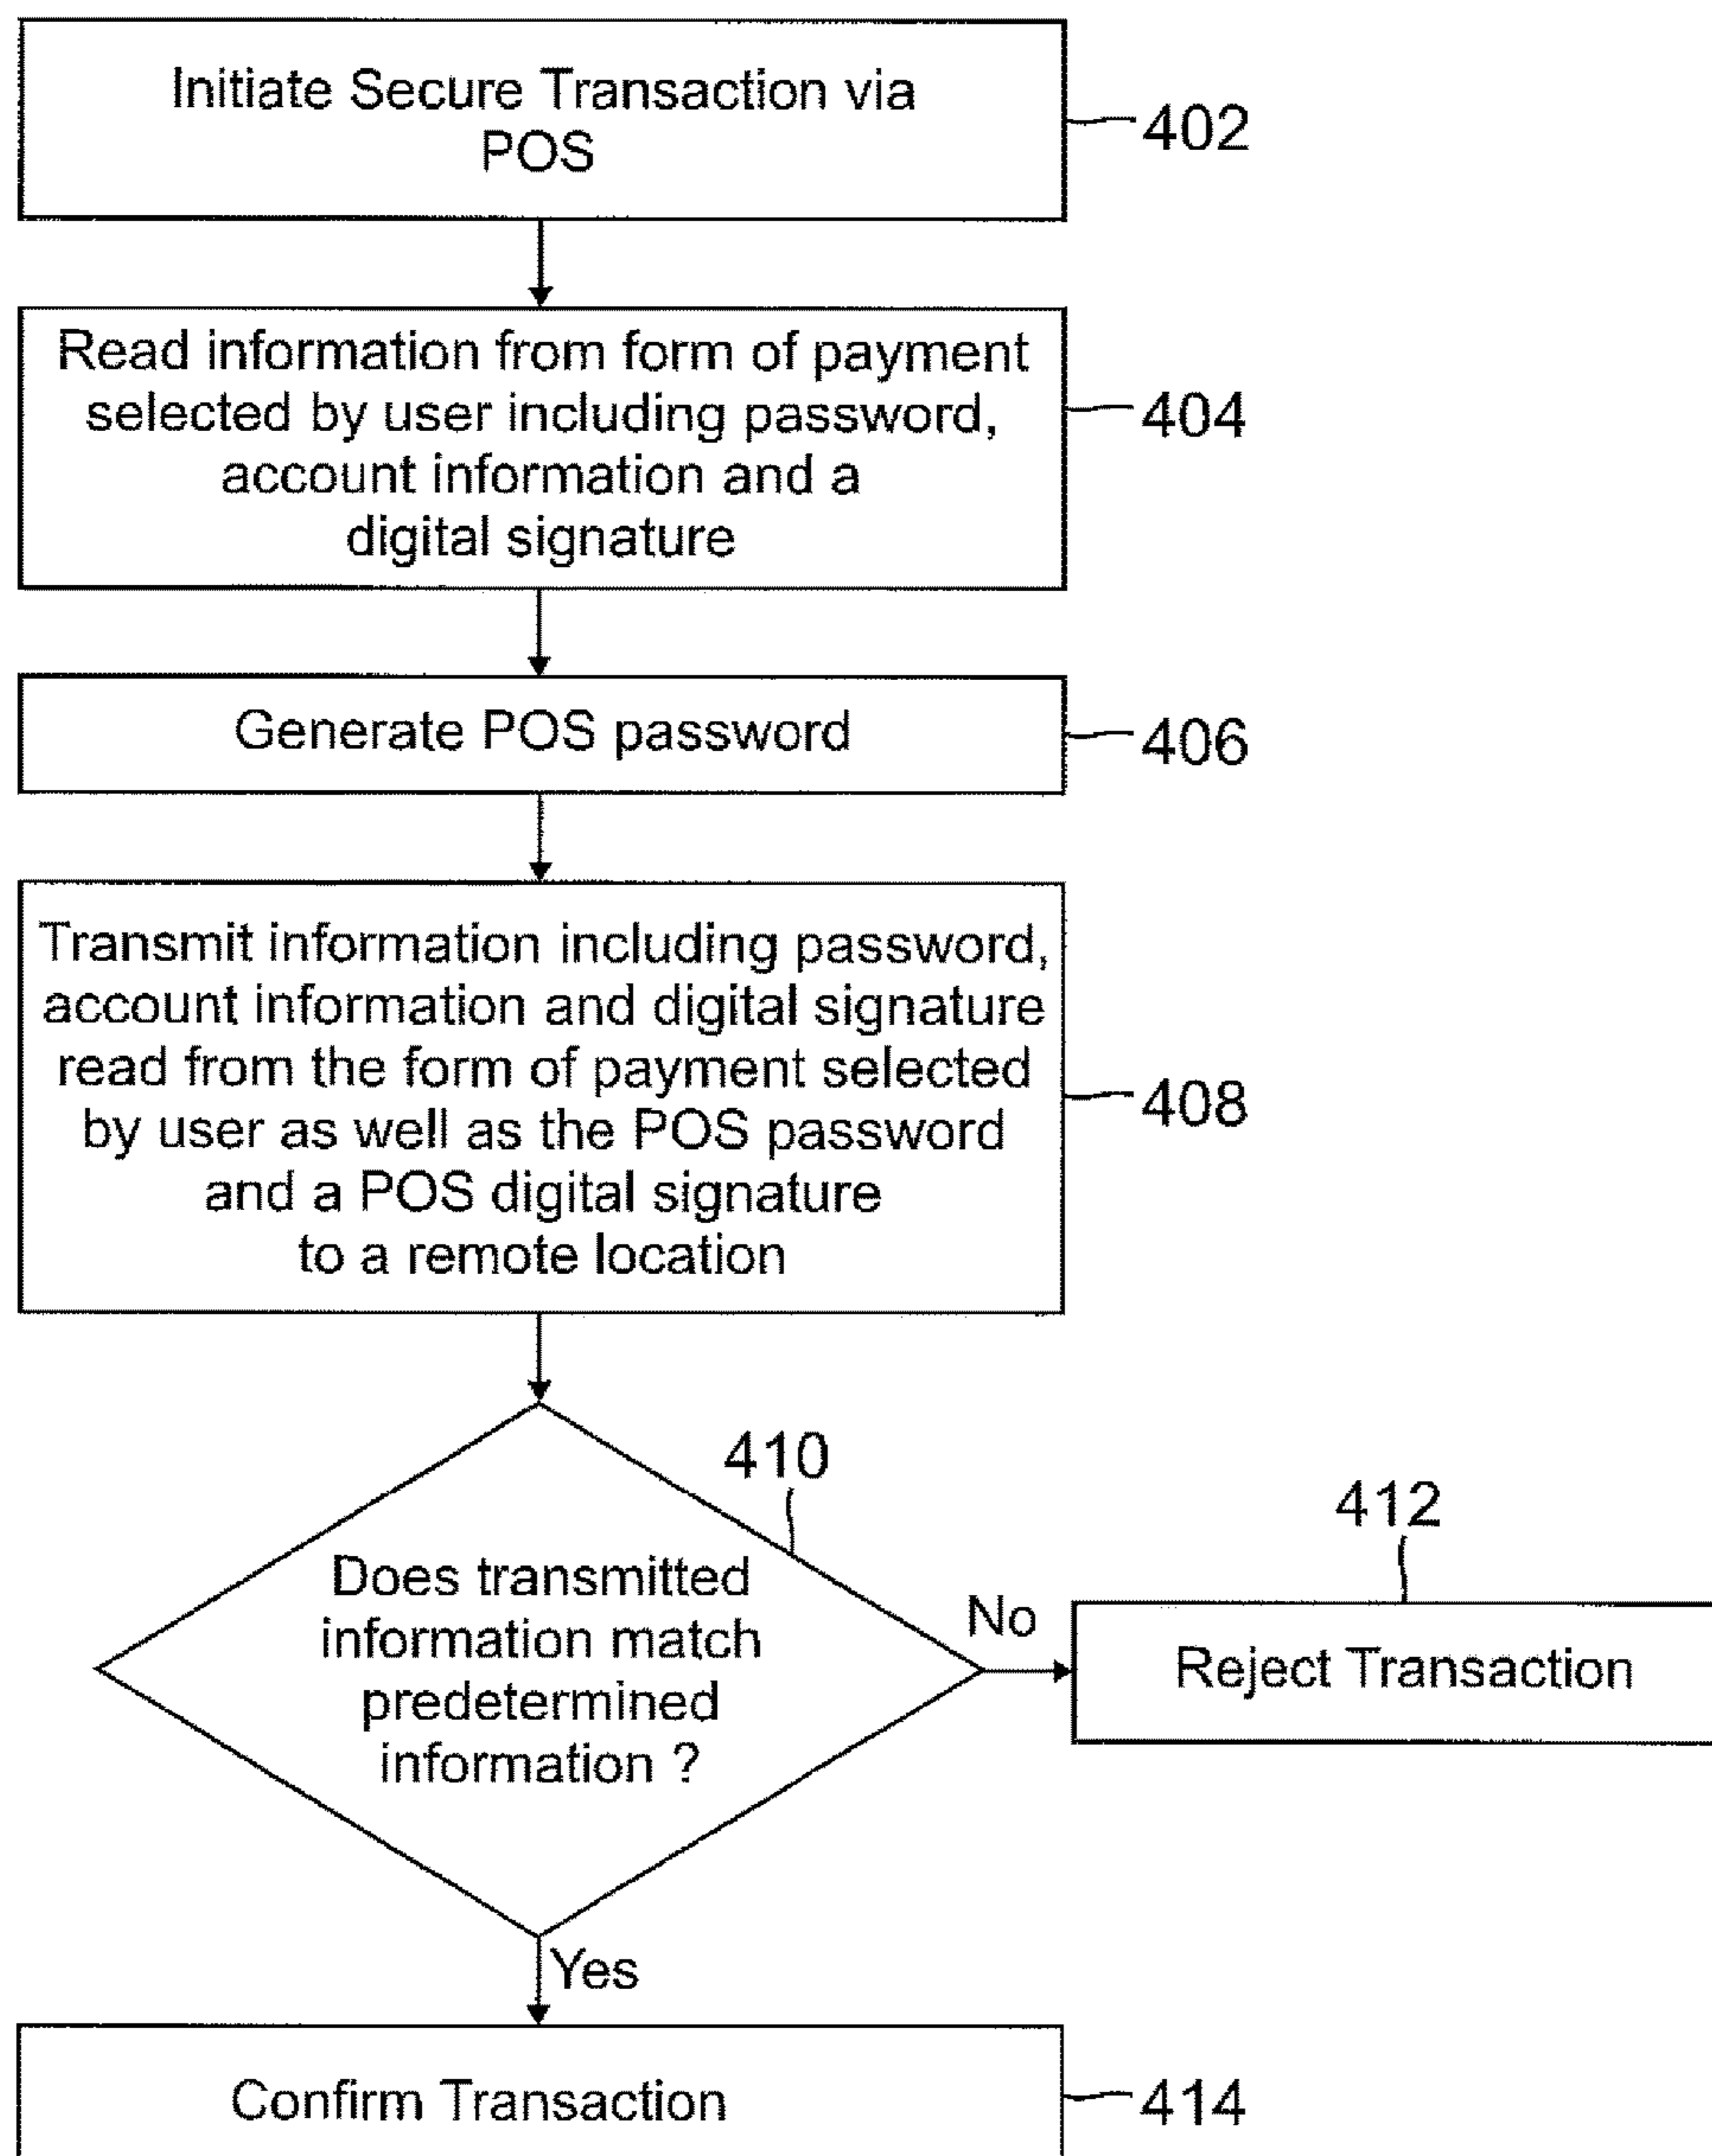 Initiate Secure Transaction via
POS
402
Read information from form of payment
selected by user including password,
account information and a
digital signature
404
Generate POS password
406
Transmit information including password,
account information and digital signature
read from the form of payment selected
by user as well as the POS password
and a POS digital signature
to a remote location
408
410
Does transmitted
information match
predetermined
information ?
No
412
Reject Transaction
Yes
Confirm Transaction
414